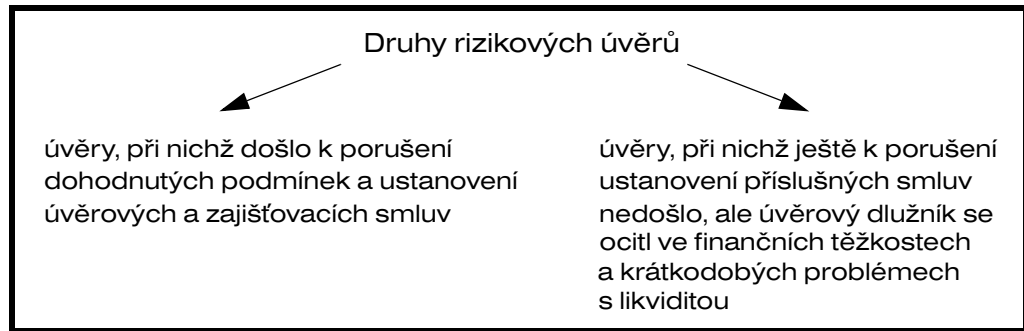 Druhy rizikových úvěrů
úvěry, při nichž došlo k porušení
dohodnutých podmínek a ustanovení
úvěrových a zajišťovacích smluv
úvěry, při nichž ještě k porušení
ustanovení příslušných smluv
nedošlo, ale úvěrový dlužník se
ocitl ve finančních těžkostech
a krátkodobých problémech
s likviditou